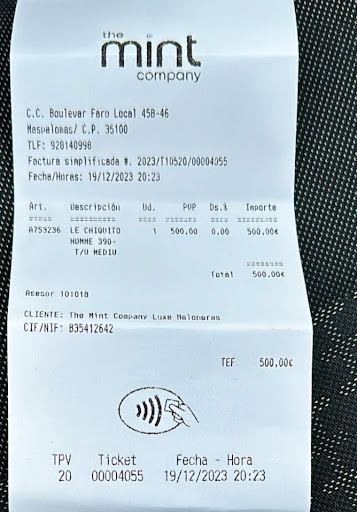 the
mint
company
C.C. Boulevar Faro Local 45B-46
Maspalomas/ C.P. 35100
TLF: 928140998
Factura simplificada #. 2023/T10520/00004055
Fecha/Horas: 19/12/2023 20:23
Art. Descripción Ud. PVP Ds.% Importe
===== =========== ==== ===== ===== ========
A753236 LE CHIQUITO 1 500,00 0.00 500,00€
HOMME 390-
T/U MEDIU
========
Total 500,00€
Asesor 101018
CLIENTE: The Mint Company Luxe Meloneras
CIF/NIF: B35412642
TEF 500,00€
TPV Ticket Fecha - Hora
20 00004055 19/12/2023 20:23